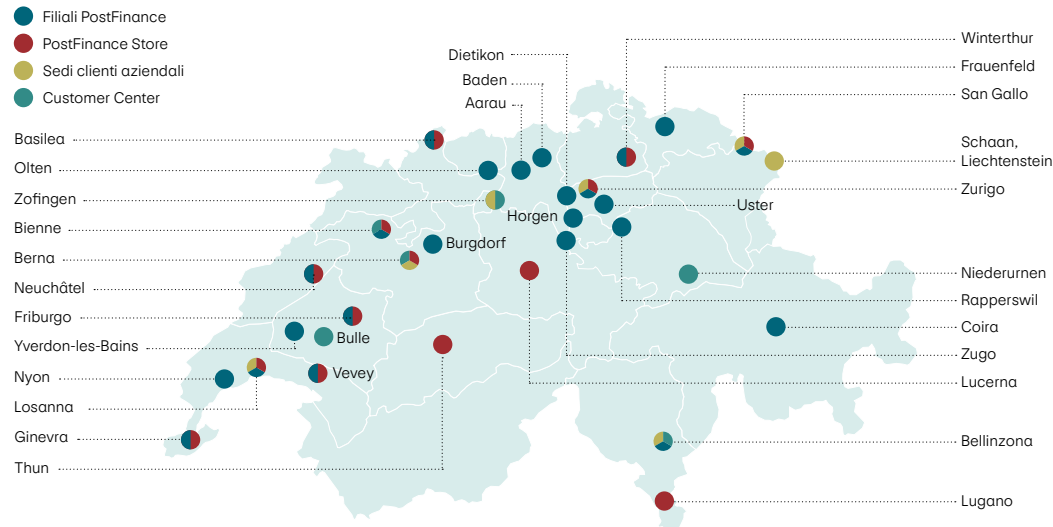 Filiali PostFinance
PostFinance Store
Sedi clienti aziendali
Customer Center
Basilea
Olten
Zofingen
Bienne
Berna
Neuchâtel
Friburgo
Yverdon-les-Bains
Nyon
Losanna
Ginevra
Thun
Dietikon
Baden
Aarau
Horgen
Burgdorf
Bulle
Vevey
Uster
Winterthur
Frauenfeld
San Gallo
Schaan,
Liechtenstein
Zurigo
Niederurnen
Rapperswil
Coira
Zugo
Lucerna
Bellinzona
Lugano